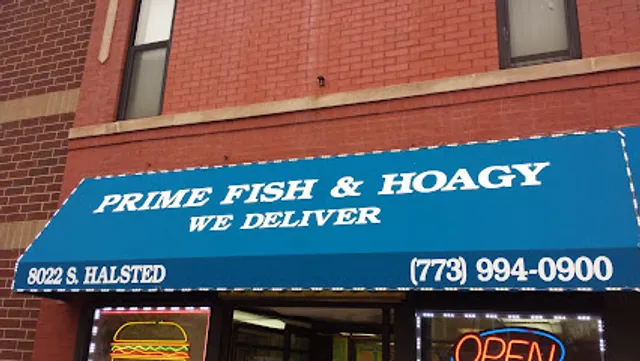 PRIME FISH & HOAGY
WE DELIVER
8022 S. HALSTED
(773) 994-0900
OPEN